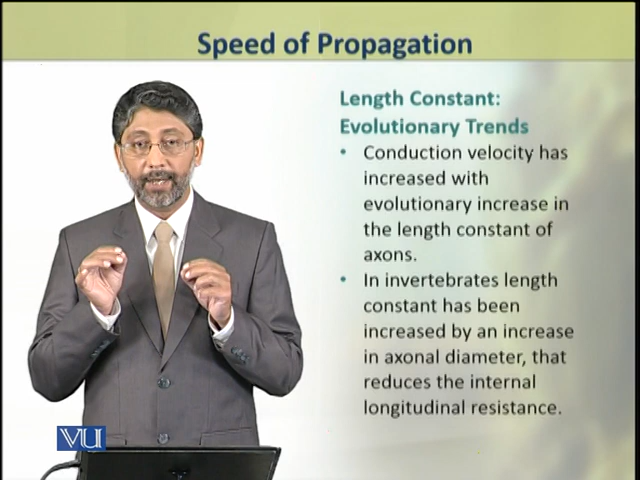 Speed of Propagation
Length Constant:
Evolutionary Trends
• Conduction velocity has
increased with
evolutionary increase in
the length constant of
axons.
• In invertebrates length
constant has been
increased by an increase
in axonal diameter, that
reduces the internal
longitudinal resistance.
VU